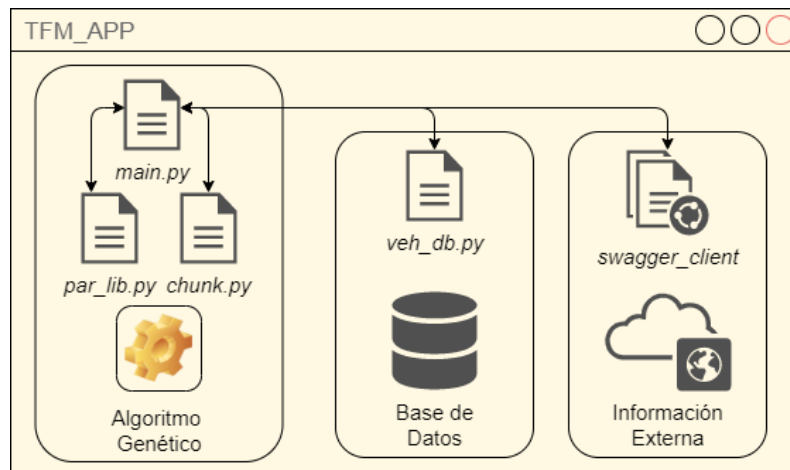 TFM_APP
main.py
par_lib.py chunk.py
veh_db.py
swagger_client
Algoritmo
Genético
Base de
Datos
Información
Externa